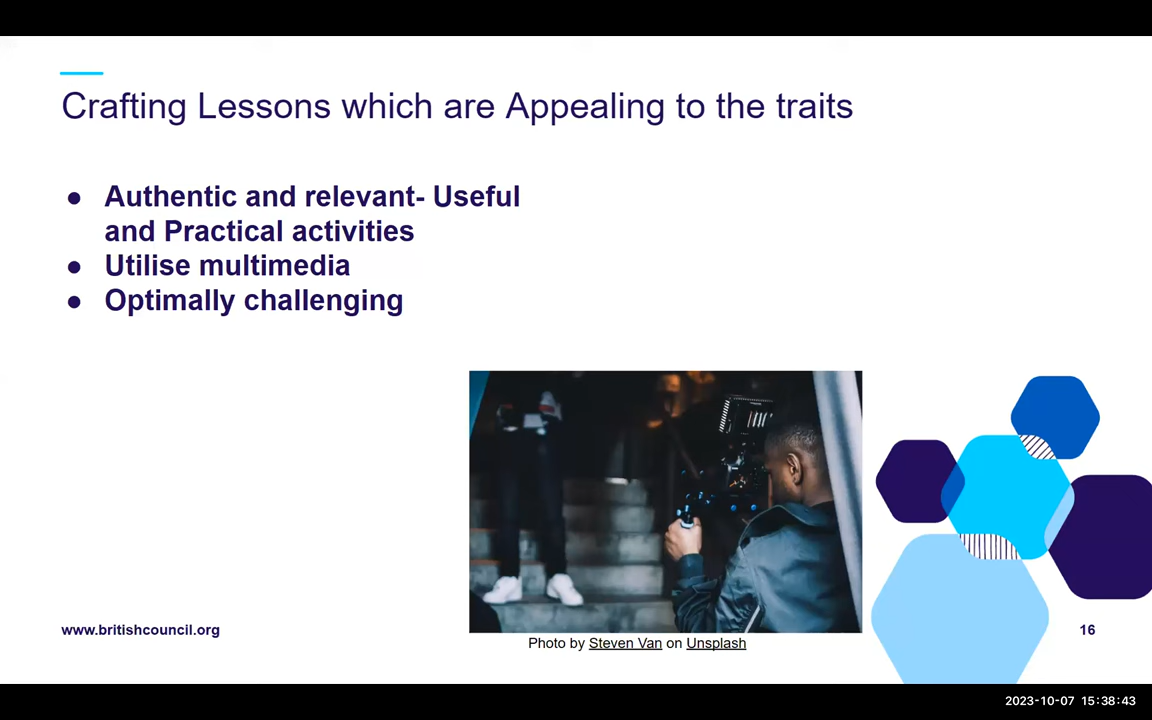 Crafting Lessons which are Appealing to the traits
● Authentic and relevant- Useful
and Practical activities
● Utilise multimedia
● Optimally challenging
www.britishcouncil.org
Photo by Steven Van on Unsplash
16
2023-10-07 15:38:43